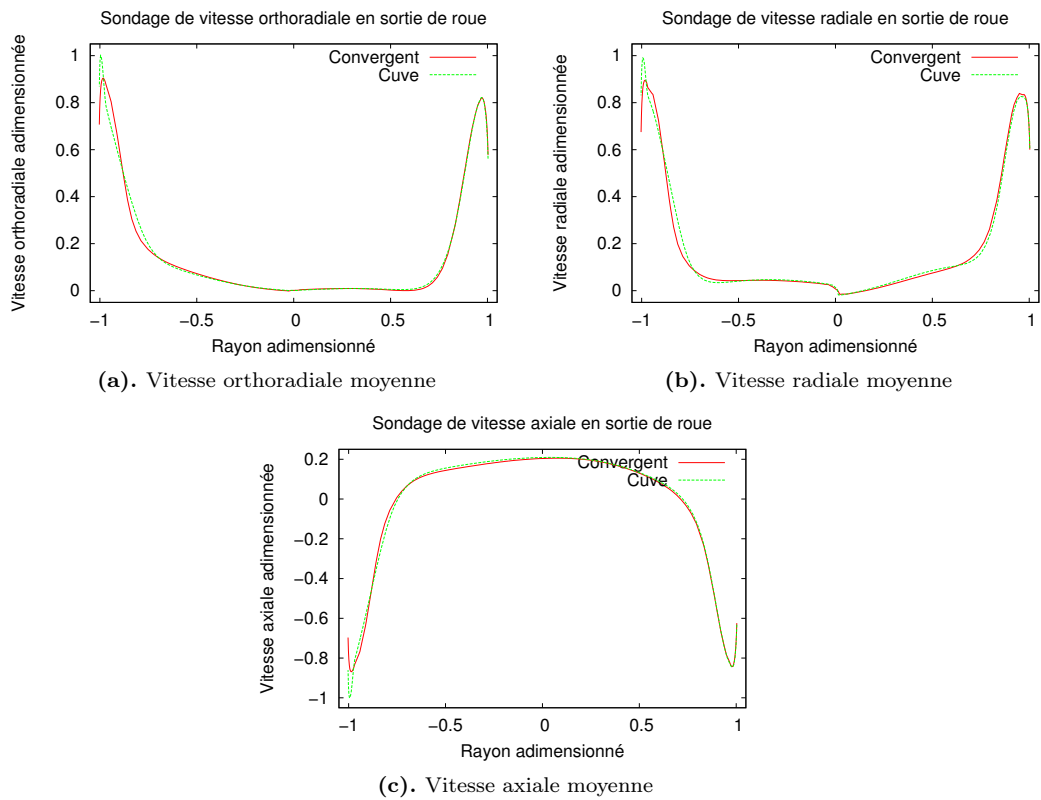 Sondage de vitesse orthoradiale en sortie de roue
Vitesse orthoradiale adimensionnée
1
0.8
0.6
0.4
0.2
0
Convergent
Cuve
−1
−0.5
0
0.5
1
Rayon adimensionné
(a). Vitesse orthoradiale moyenne
Sondage de vitesse radiale en sortie de roue
Vitesse radiale adimensionnée
1
0.8
0.6
0.4
0.2
0
Convergent
Cuve
−1
−0.5
0
0.5
1
Rayon adimensionné
(b). Vitesse radiale moyenne
Sondage de vitesse axiale en sortie de roue
Vitesse axiale adimensionnée
0.2
0
−0.2
−0.4
−0.6
−0.8
−1
Convergent
Cuve
−1
−0.5
0
0.5
1
Rayon adimensionné
(c). Vitesse axiale moyenne